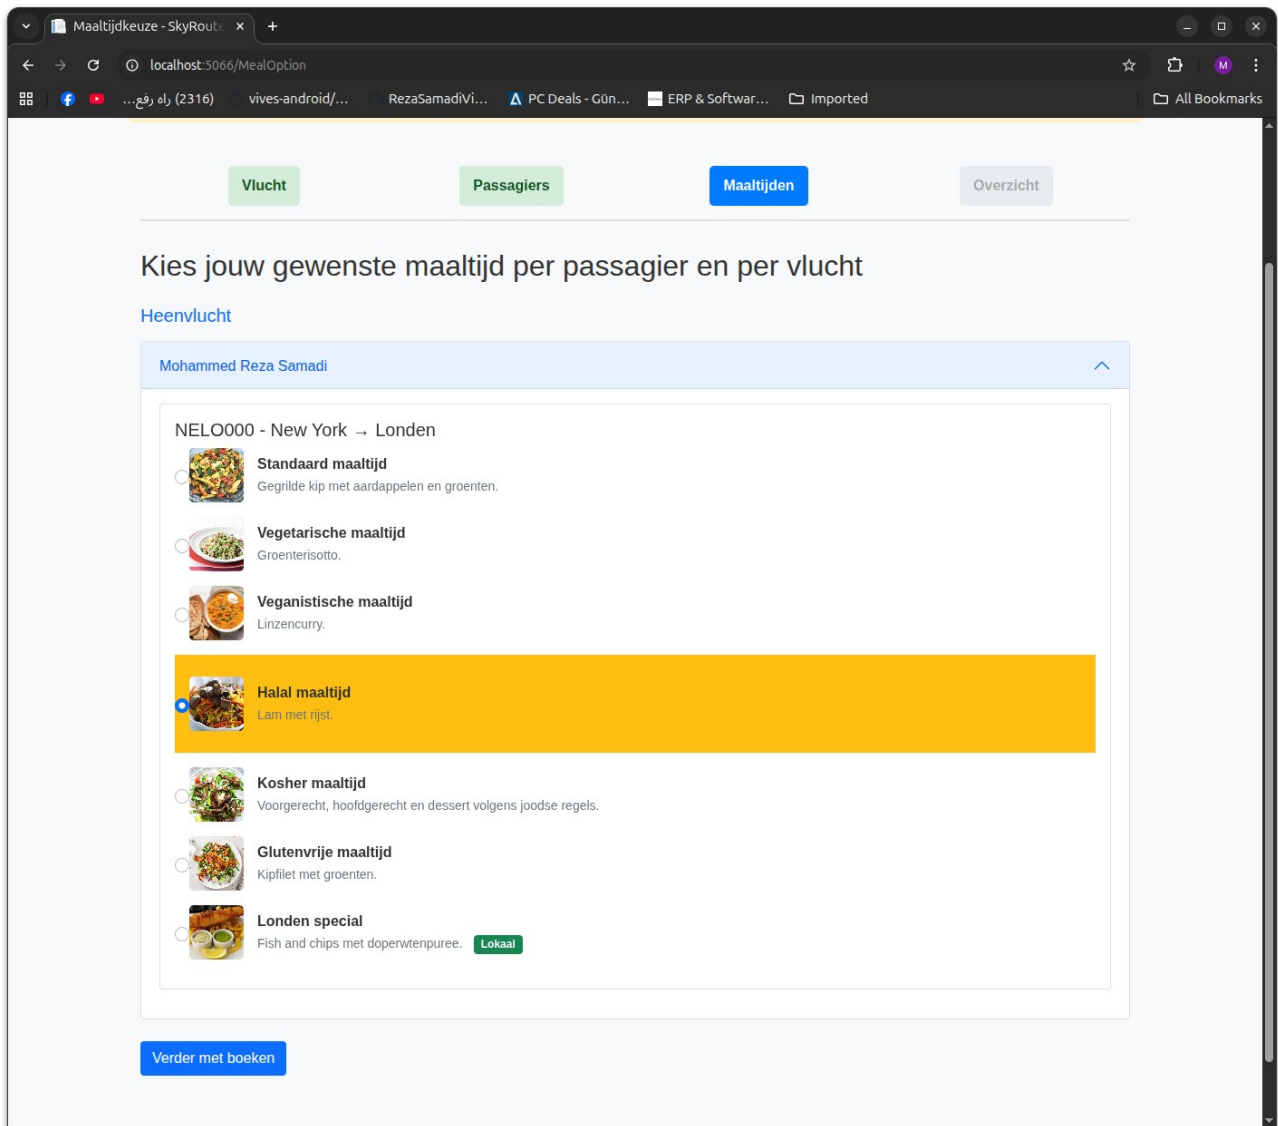 Maaltijdkeuze - SkyRoute
localhost:5066/MealOption
(2316) راه رفع...
vives-android/...
RezaSamadiVi...
PC Deals - Gün...
ERP & Softwar...
Imported
All Bookmarks
M
Vlucht
Passagiers
Maaltijden
Overzicht
Kies jouw gewenste maaltijd per passagier en per vlucht
Heenvlucht
Mohammed Reza Samadi
NELO000 - New York → Londen
Standaard maaltijd
Gegrilde kip met aardappelen en groenten.
Vegetarische maaltijd
Groenterisotto.
Veganistische maaltijd
Linzencurry.
Halal maaltijd
Lam met rijst.
Kosher maaltijd
Voorgerecht, hoofdgerecht en dessert volgens joodse regels.
Glutenvrije maaltijd
Kipfilet met groenten.
Londen special
Fish and chips met doperwtenpuree. Lokaal
Verder met boeken